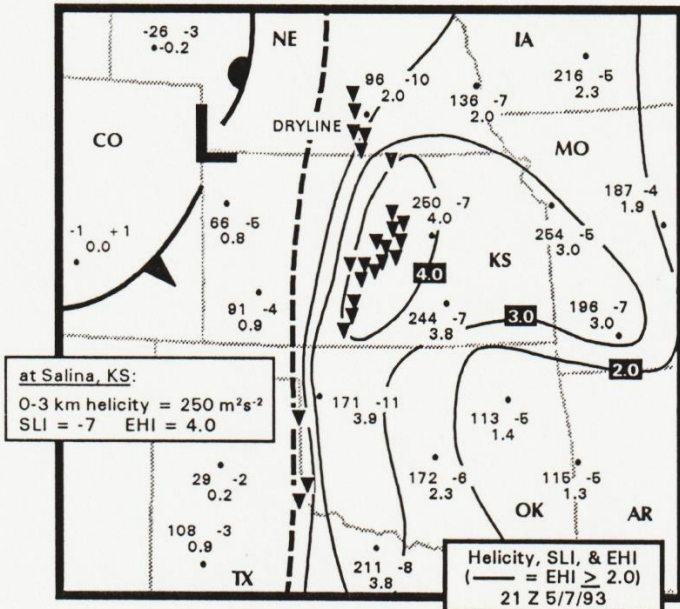 -26 -3
-0.2
NE
IA
96 -10
2.0
136 -7
2.0
216 -5
2.3
DRYLINE
CO
L
MO
66 -5
0.8
250 -7
4.0
187 -4
1.9
254 -5
3.0
-1 +1
0.0
KS
4.0
91 -4
0.9
244 -7
3.8
3.0
196 -7
3.0
2.0
at Salina, KS:
0-3 km helicity = 250 m²s⁻²
SLI = -7 EHI = 4.0
171 -11
3.9
113 -5
1.4
29 -2
0.2
172 -6
2.3
115 -5
1.3
OK
AR
108 -3
0.9
TX
211 -8
3.8
Helicity, SLI, & EHI
( — = EHI ≥ 2.0)
21 Z 5/7/93